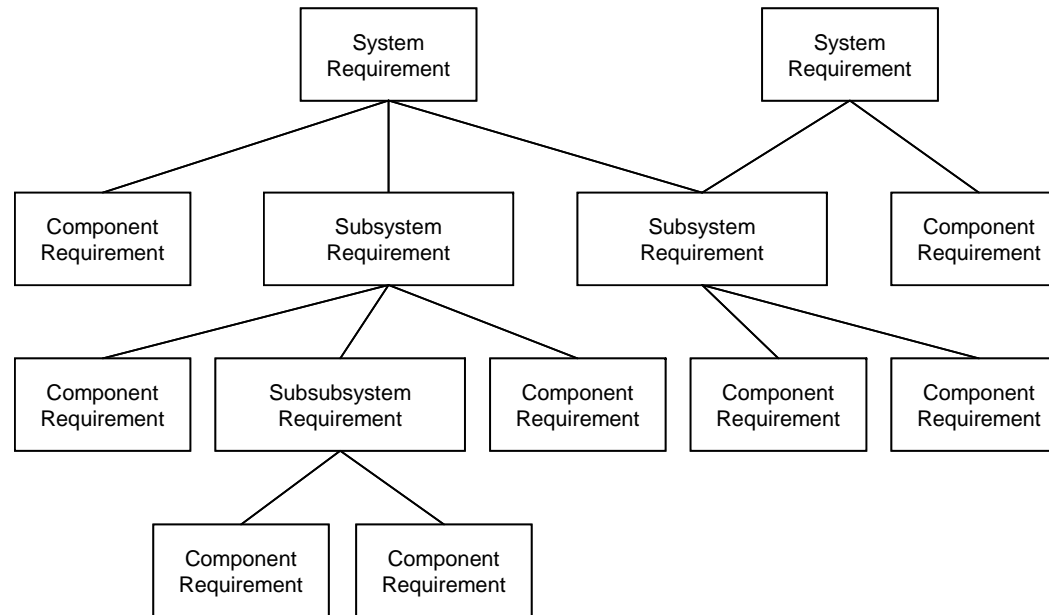 System
Requirement
System
Requirement
Component
Requirement
Subsystem
Requirement
Subsystem
Requirement
Component
Requirement
Component
Requirement
Subsubsystem
Requirement
Component
Requirement
Component
Requirement
Component
Requirement
Component
Requirement
Component
Requirement